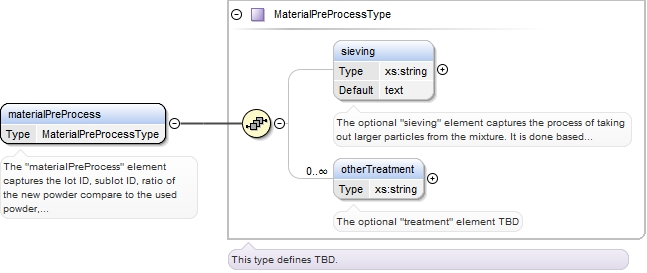 MaterialPreProcessType
sieving
Type xs:string
Default text
The optional "sieving" element captures the process of taking
out larger particles from the mixture. It is done based...
materialPreProcess
Type MaterialPreProcessType
The "materialPreProcess" element
captures the lot ID, sublot ID, ratio of
the new powder compare to the used
powder,...
0..∞
otherTreatment
Type xs:string
The optional "treatment" element TBD
This type defines TBD.